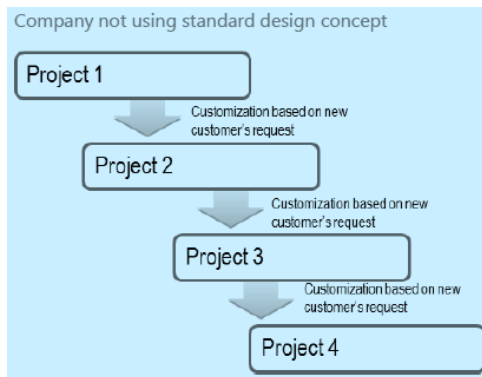 Company not using standard design concept
Project 1
Customization based on new
customer's request
Project 2
Customization based on new
customer's request
Project 3
Customization based on new
customer's request
Project 4